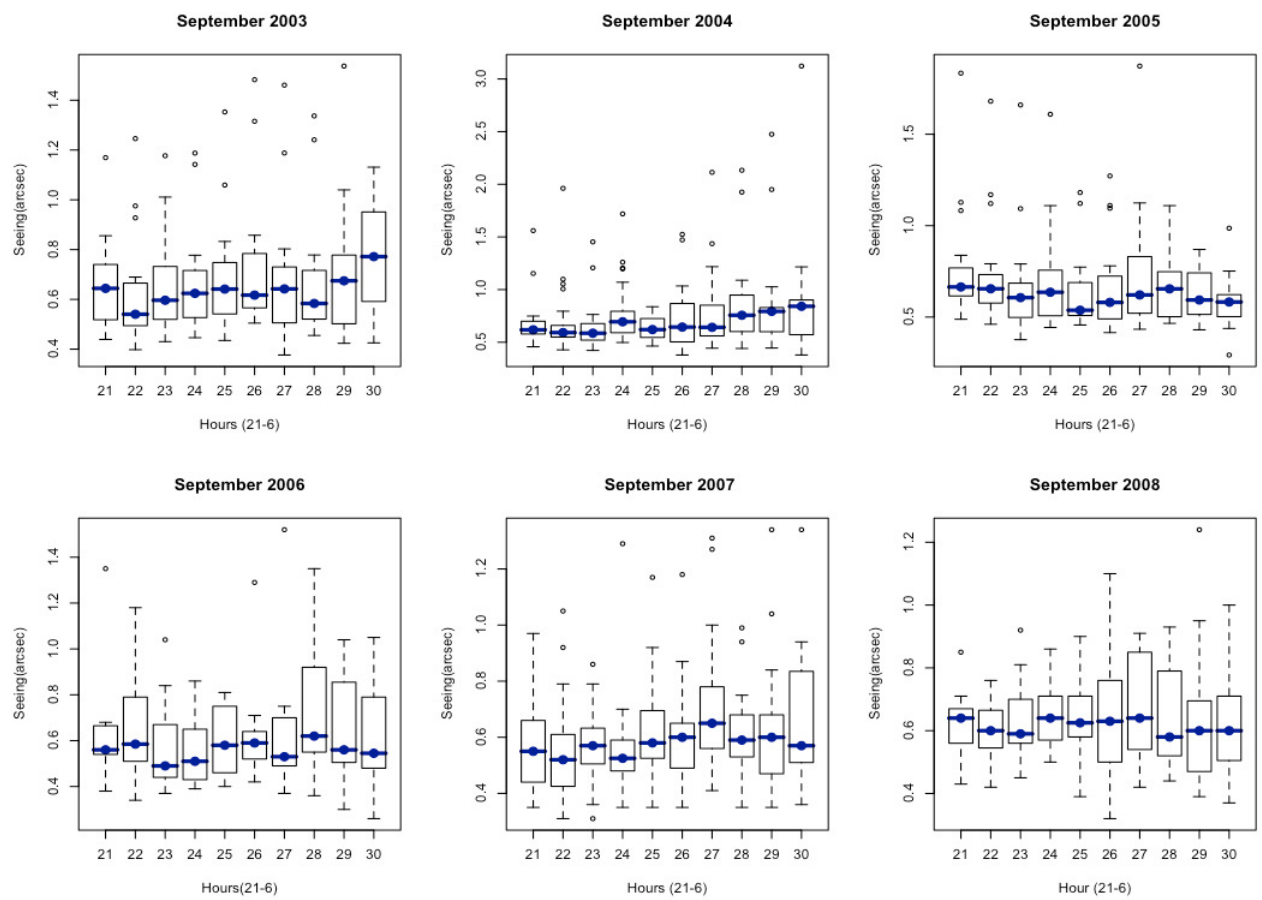 September 2003
September 2004
September 2005
Seeing(arcsec)
0.4 0.6 0.8 1.0 1.2 1.4
21 22 23 24 25 26 27 28 29 30
Hours (21-6)
Seeing(arcsec)
0.5 1.0 1.5 2.0 2.5 3.0
21 22 23 24 25 26 27 28 29 30
Hours (21-6)
Seeing(arcsec)
0.5 1.0 1.5
21 22 23 24 25 26 27 28 29 30
Hours (21-6)
September 2006
September 2007
September 2008
Seeing(arcsec)
0.4 0.6 0.8 1.0 1.2 1.4
21 22 23 24 25 26 27 28 29 30
Hours(21-6)
Seeing(arcsec)
0.4 0.6 0.8 1.0 1.2
21 22 23 24 25 26 27 28 29 30
Hours (21-6)
Seeing(arcsec)
0.4 0.6 0.8 1.0 1.2
21 22 23 24 25 26 27 28 29 30
Hour (21-6)